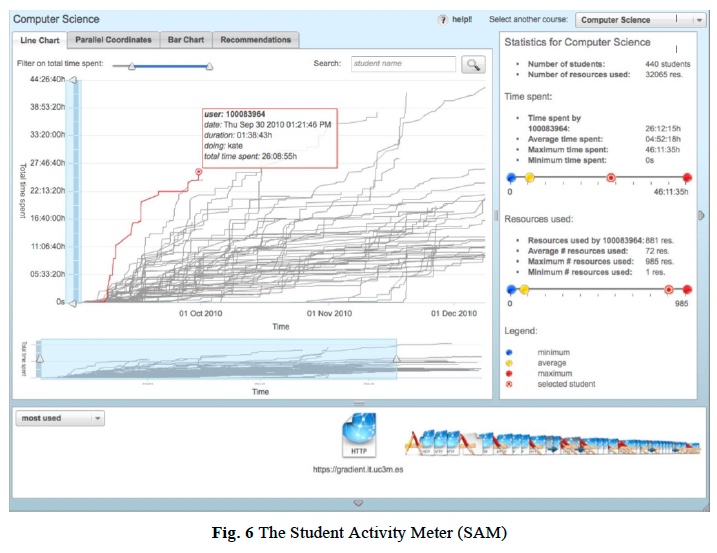 Computer Science
help!
Select another course:
Computer Science
Line Chart
Parallel Coordinates
Bar Chart
Recommendations
Filter on total time spent:
Search:
student name
44:26:40h
38:53:20h
33:20:00h
27:46:40h
22:13:20h
16:40:00h
11:06:40h
05:33:20h
0s
Total time spent
user: 100083964
date: Thu Sep 30 2010 01:21:46 PM
duration: 01:38:43h
doing: kate
total time spent: 26:08:55h
01 Oct 2010
01 Nov 2010
01 Dec 2010
Time
Total time spent
Time
Statistics for Computer Science
• Number of students: 440 students
• Number of resources used: 32065 res.
Time spent:
• Time spent by
100083964: 26:12:15h
• Average time spent: 04:52:18h
• Maximum time spent: 46:11:35h
• Minimum time spent: 0s
0
46:11:35h
Resources used:
• Resources used by 100083964: 881 res.
• Average # resources used: 72 res.
• Maximum # resources used: 985 res.
• Minimum # resources used: 1 res.
0
985
Legend:
minimum
average
maximum
selected student
most used
HTTP
https://gradient.it.uc3m.es
Fig. 6 The Student Activity Meter (SAM)